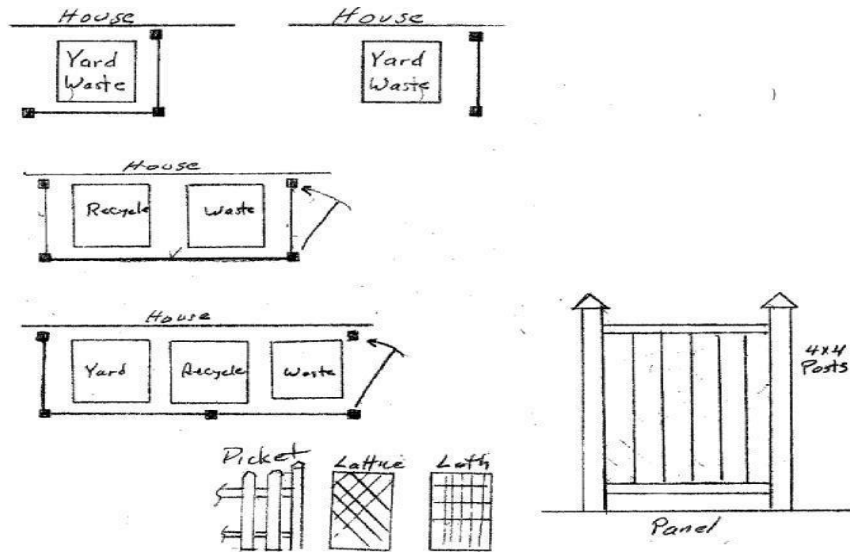 House
Yard
Waste
House
Yard
Waste
House
Recycle
Waste
House
Yard
Recycle
Waste
4x4
Posts
Picket
Lattice
Lath
Panel